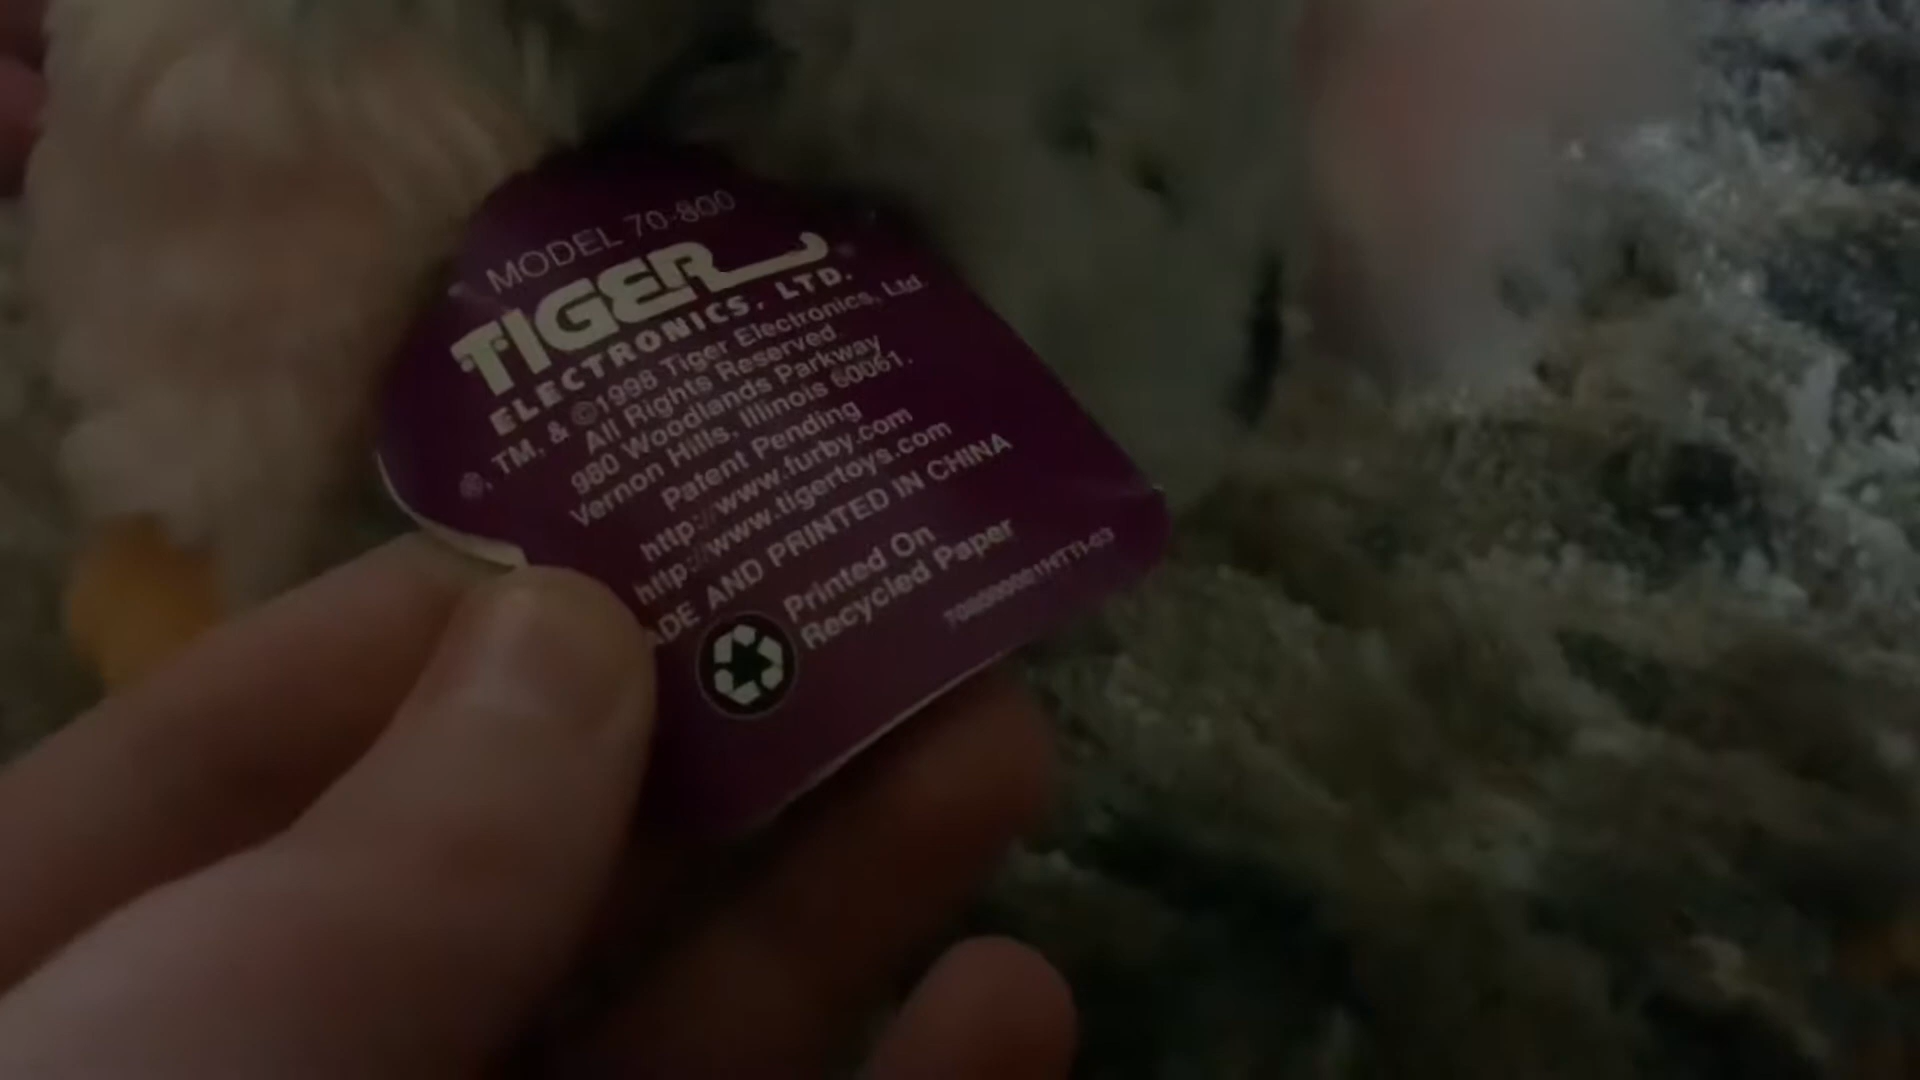 MODEL 70-800
TIGER
ELECTRONICS, LTD.
®, TM, & ©1998 Tiger Electronics, Ltd.
All Rights Reserved.
980 Woodlands Parkway
Vernon Hills, Illinois 60061.
Patent Pending
http://www.furby.com
http://www.tigertoys.com
ADE AND PRINTED IN CHINA
Printed On
Recycled Paper